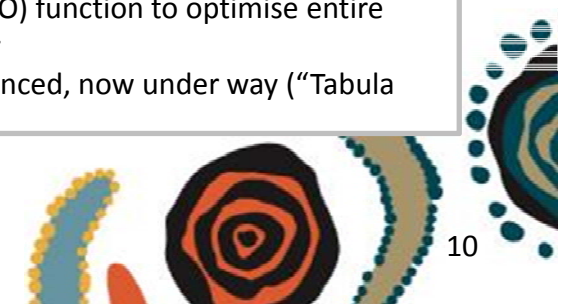 O) function to optimise entire
nced, now under way (“Tabula
10